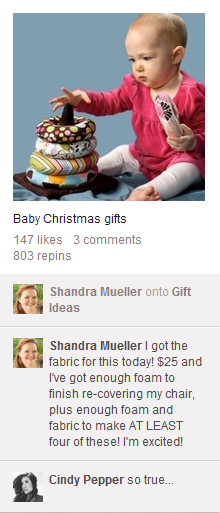 Baby Christmas gifts
147 likes 3 comments
803 repins
Shandra Mueller onto Gift
Ideas
Shandra Mueller I got the
fabric for this today! $25 and
I've got enough foam to
finish re-covering my chair,
plus enough foam and
fabric to make AT LEAST
four of these! I'm excited!
Cindy Pepper so true...